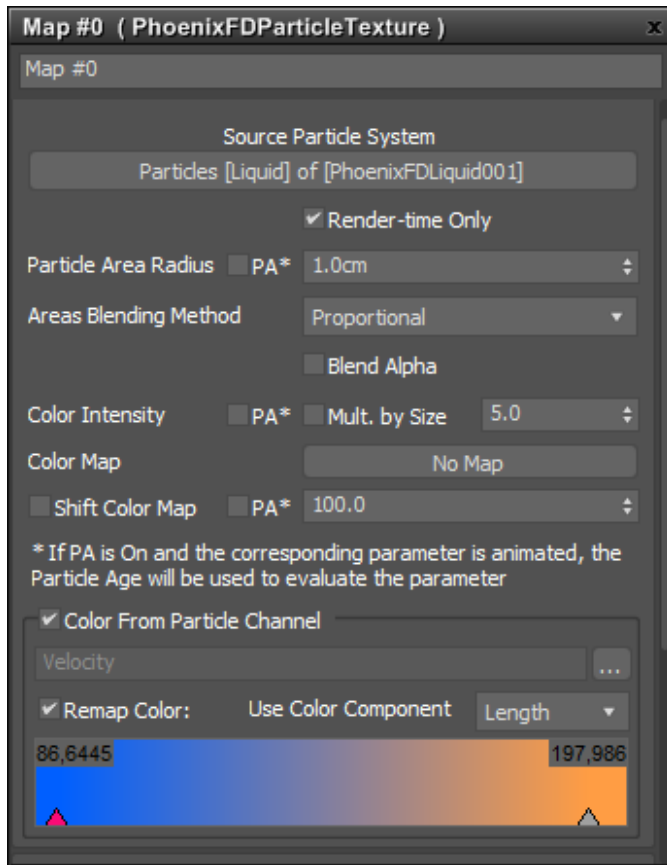 Map #0 ( PhoenixFDParticleTexture ) x
Map #0
Source Particle System
Particles [Liquid] of [PhoenixFDLiquid001]
Render-time Only
Particle Area Radius PA* 1.0cm
Areas Blending Method Proportional
Blend Alpha
Color Intensity PA* Mult. by Size 5.0
Color Map No Map
Shift Color Map PA* 100.0
* If PA is On and the corresponding parameter is animated, the
Particle Age will be used to evaluate the parameter
Color From Particle Channel
Velocity ...
Remap Color: Use Color Component Length
86,6445 197,986